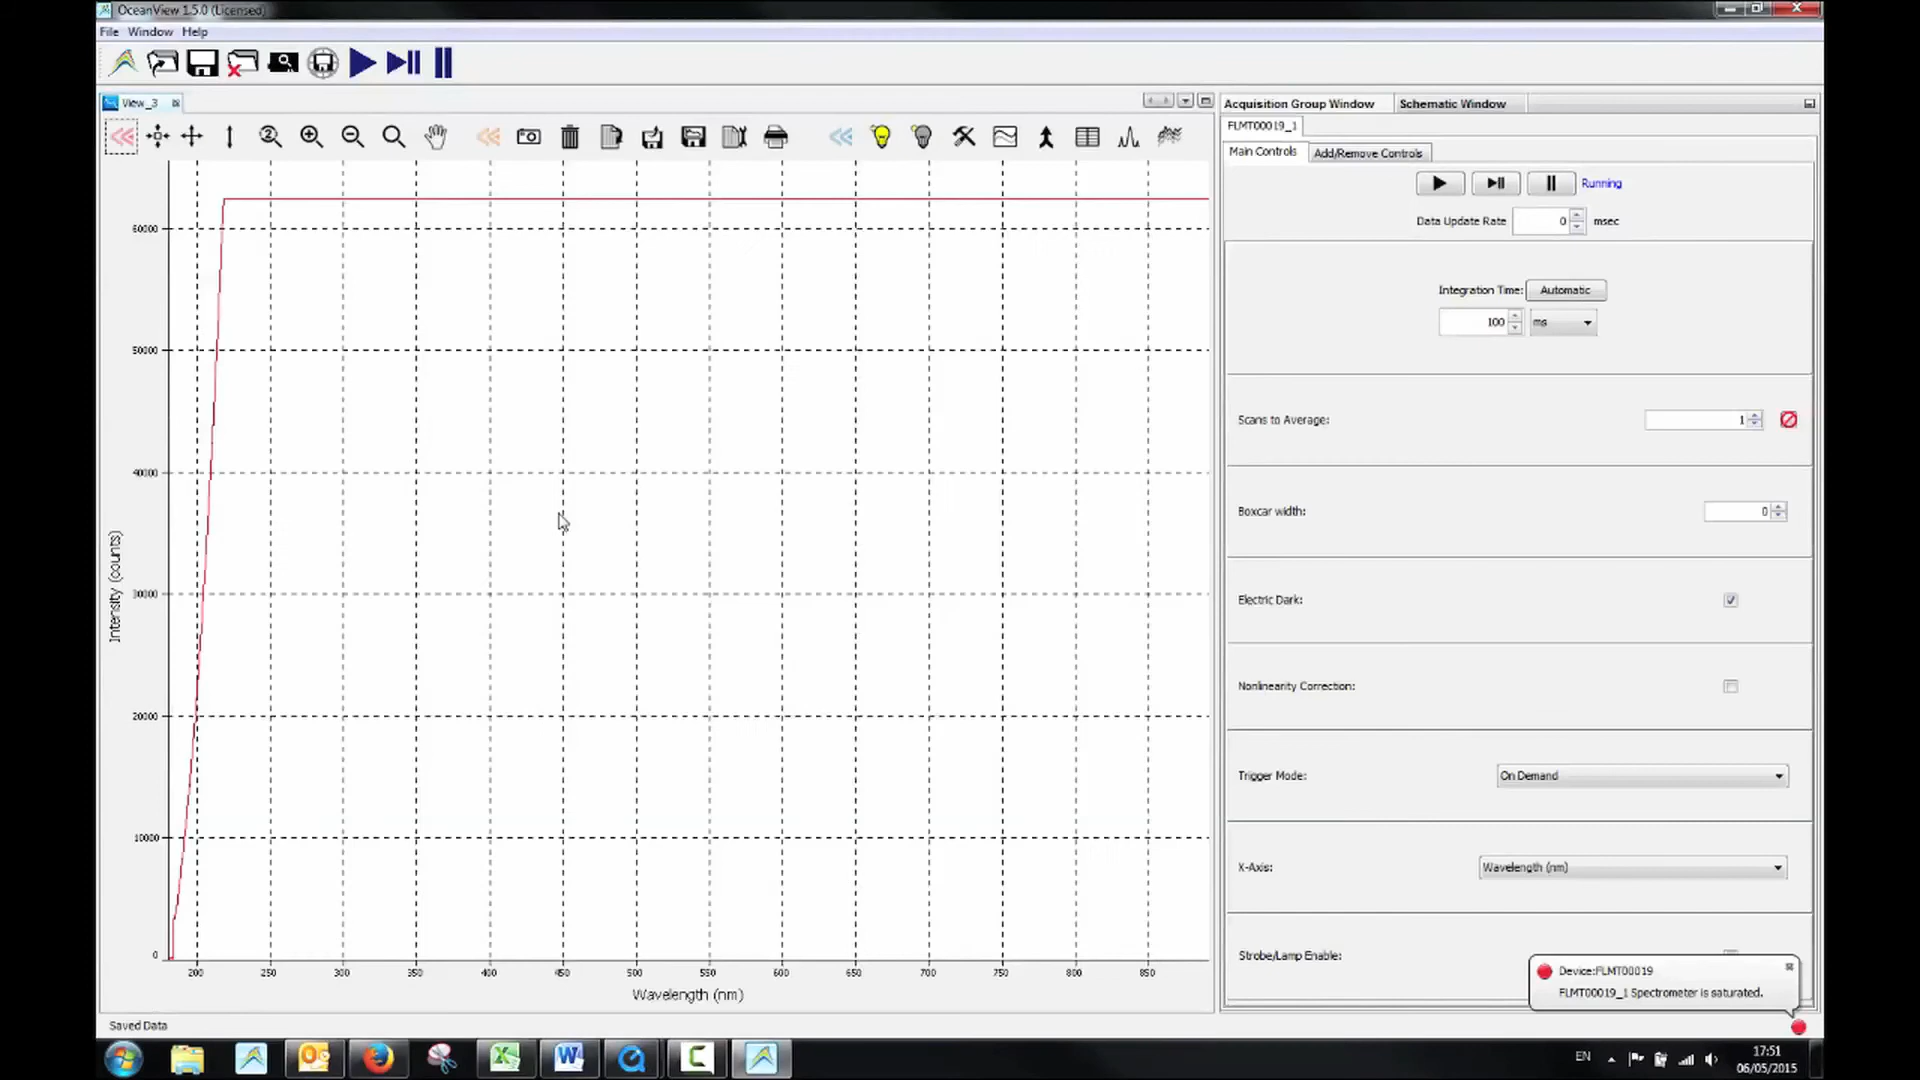 OceanView 1.5.0 (Licensed)
File Window Help
View_3
Acquisition Group Window
Schematic Window
FLMT00019_1
Main Controls
Add/Remove Controls
Running
Data Update Rate 0 msec
Integration Time: Automatic
100 ms
Scans to Average: 1
Boxcar width: 0
Electric Dark:
Nonlinearity Correction:
Trigger Mode: On Demand
X-Axis: Wavelength (nm)
Strobe/Lamp Enable:
Device:FLMT00019
FLMT00019_1 Spectrometer is saturated.
60000
50000
40000
30000
20000
10000
0
Intensity (counts)
200 250 300 350 400 450 500 550 600 650 700 750 800 850
Wavelength (nm)
Saved Data
EN
17:51
06/05/2015